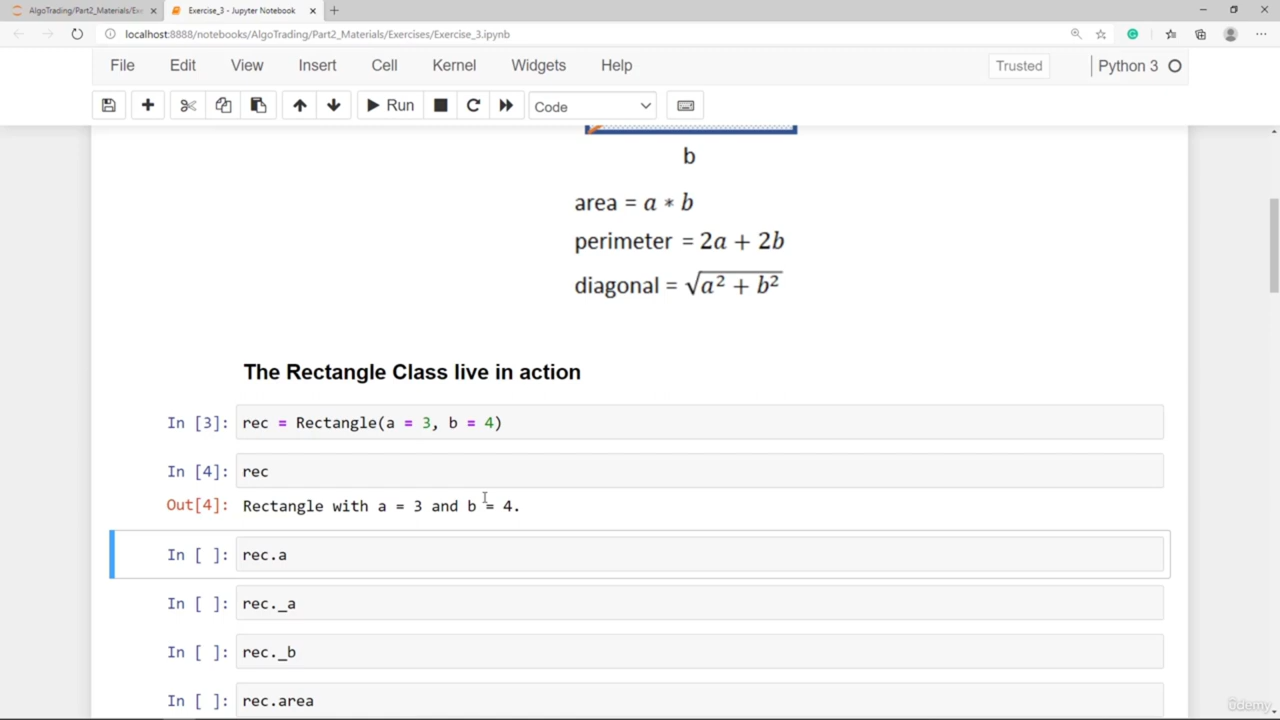 AlgoTrading/Part2_Materials/Exe
Exercise_3 - Jupyter Notebook
localhost:8888/notebooks/AlgoTrading/Part2_Materials/Exercises/Exercise_3.ipynb
File Edit View Insert Cell Kernel Widgets Help Trusted Python 3
Run Code
b
area = a * b
perimeter = 2a + 2b
diagonal = √a² + b²
The Rectangle Class live in action
In [3]: rec = Rectangle(a = 3, b = 4)
In [4]: rec
Out[4]: Rectangle with a = 3 and b = 4.
In [ ]: rec.a
In [ ]: rec._a
In [ ]: rec._b
In [ ]: rec.area
ûdemy